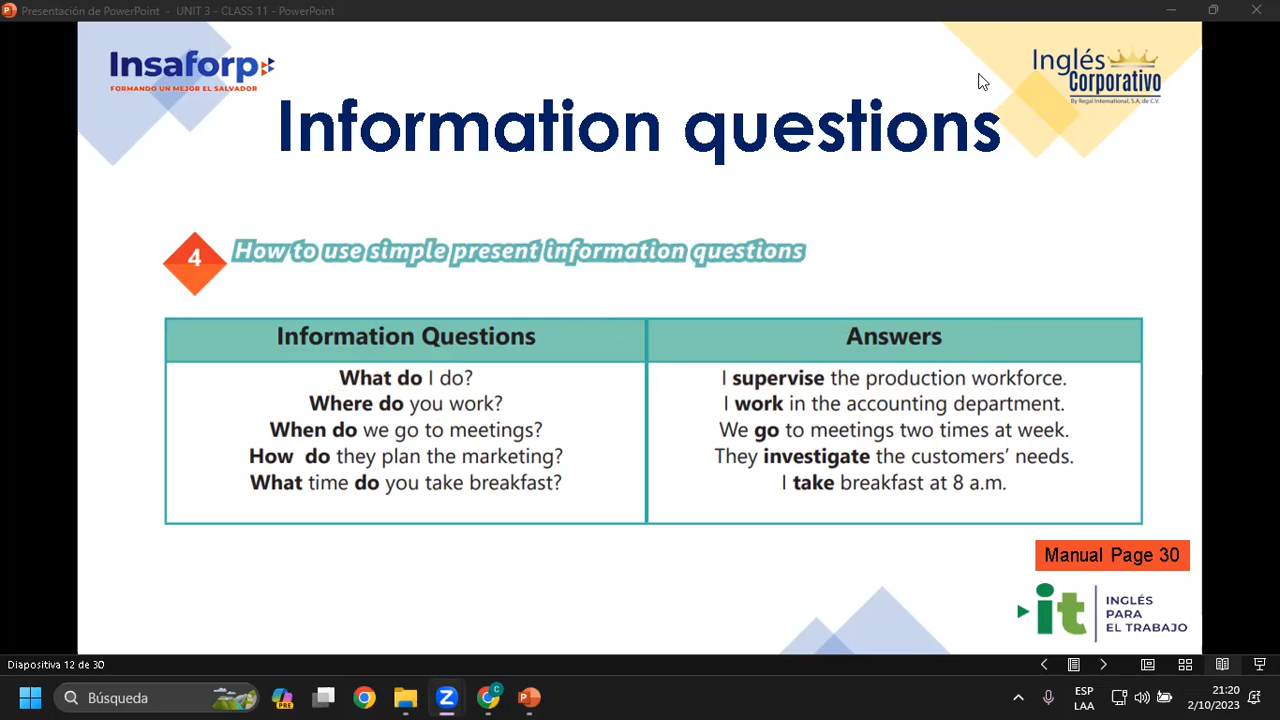 Presentación de PowerPoint - UNIT 3 - CLASS 11 - PowerPoint
Insaforp
FORMANDO UN MEJOR EL SALVADOR
Inglés
Corporativo
By Regal International, S.A. de C.V.
Information questions
4
How to use simple present information questions
Information Questions
Answers
What do I do?
I supervise the production workforce.
Where do you work?
I work in the accounting department.
When do we go to meetings?
We go to meetings two times at week.
How do they plan the marketing?
They investigate the customers' needs.
What time do you take breakfast?
I take breakfast at 8 a.m.
Manual Page 30
it
INGLÉS
PARA
EL TRABAJO
Diapositiva 12 de 30
Búsqueda
PRE
ESP
LAA
21:20
2/10/2023